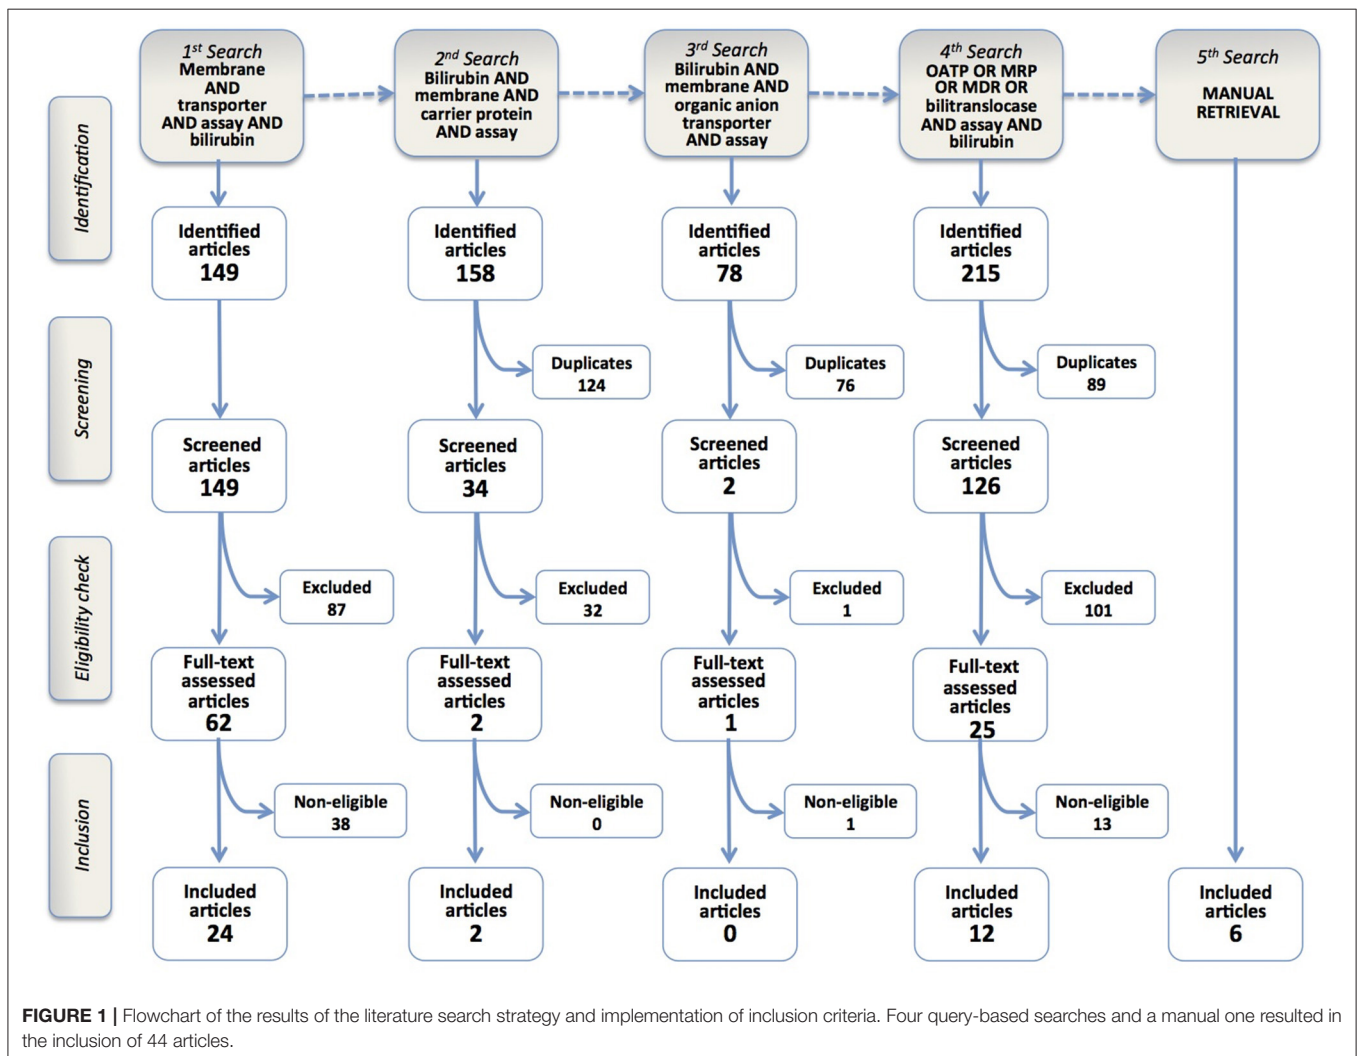 1st Search
Membrane
AND
transporter
AND assay AND
bilirubin
2nd Search
Bilirubin AND
membrane AND
carrier protein
AND assay
3rd Search
Bilirubin AND
membrane AND
organic anion
transporter
AND assay
4th Search
OATP OR MRP
OR MDR OR
bilitranslocase
AND assay AND
bilirubin
5th Search
MANUAL
RETRIEVAL
Identification
Identified
articles
149
Identified
articles
158
Identified
articles
78
Identified
articles
215
Screening
Duplicates
124
Duplicates
76
Duplicates
89
Screened
articles
149
Screened
articles
34
Screened
articles
2
Screened
articles
126
Eligibility check
Excluded
87
Excluded
32
Excluded
1
Excluded
101
Full-text
assessed
articles
62
Full-text
assessed
articles
2
Full-text
assessed
articles
1
Full-text
assessed
articles
25
Inclusion
Non-eligible
38
Non-eligible
0
Non-eligible
1
Non-eligible
13
Included
articles
24
Included
articles
2
Included
articles
0
Included
articles
12
Included
articles
6
FIGURE 1 | Flowchart of the results of the literature search strategy and implementation of inclusion criteria. Four query-based searches and a manual one resulted in
the inclusion of 44 articles.